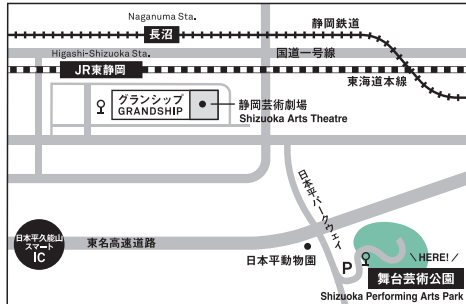 Naganuma Sta.
長沼
静岡鉄道
Higashi-Shizuoka Sta.
国道一号線
JR東静岡
東海道本線
グランシップ
GRANDSHIP
静岡芸術劇場
Shizuoka Arts Theatre
日本平パークウェイ
日本平久能山
スマート
IC
東名高速道路
日本平動物園
P
\ HERE! /
舞台芸術公園
Shizuoka Performing Arts Park